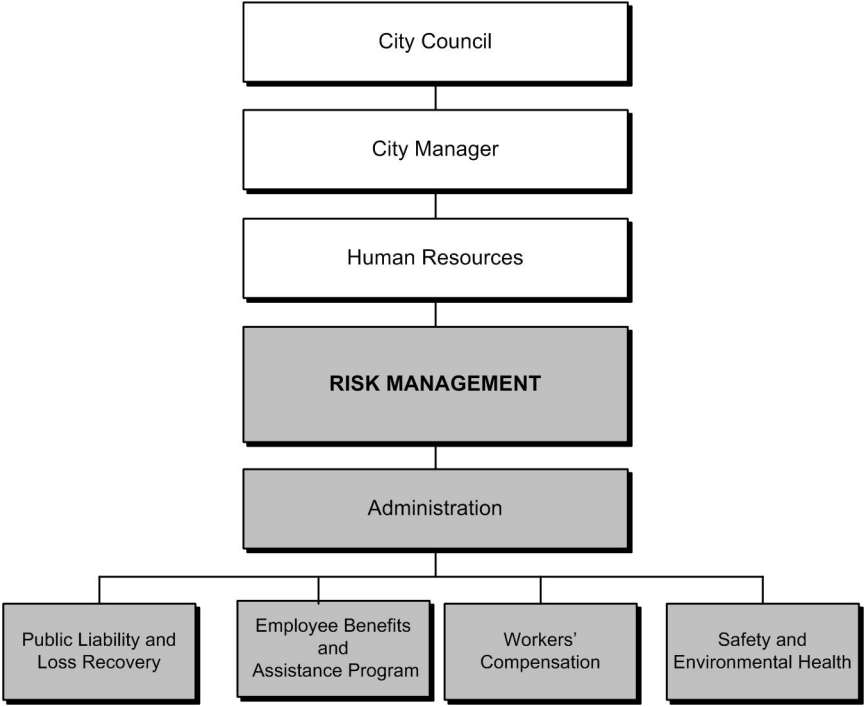 City Council
City Manager
Human Resources
RISK MANAGEMENT
Administration
Public Liability and
Loss Recovery
Employee Benefits
and
Assistance Program
Workers’
Compensation
Safety and
Environmental Health